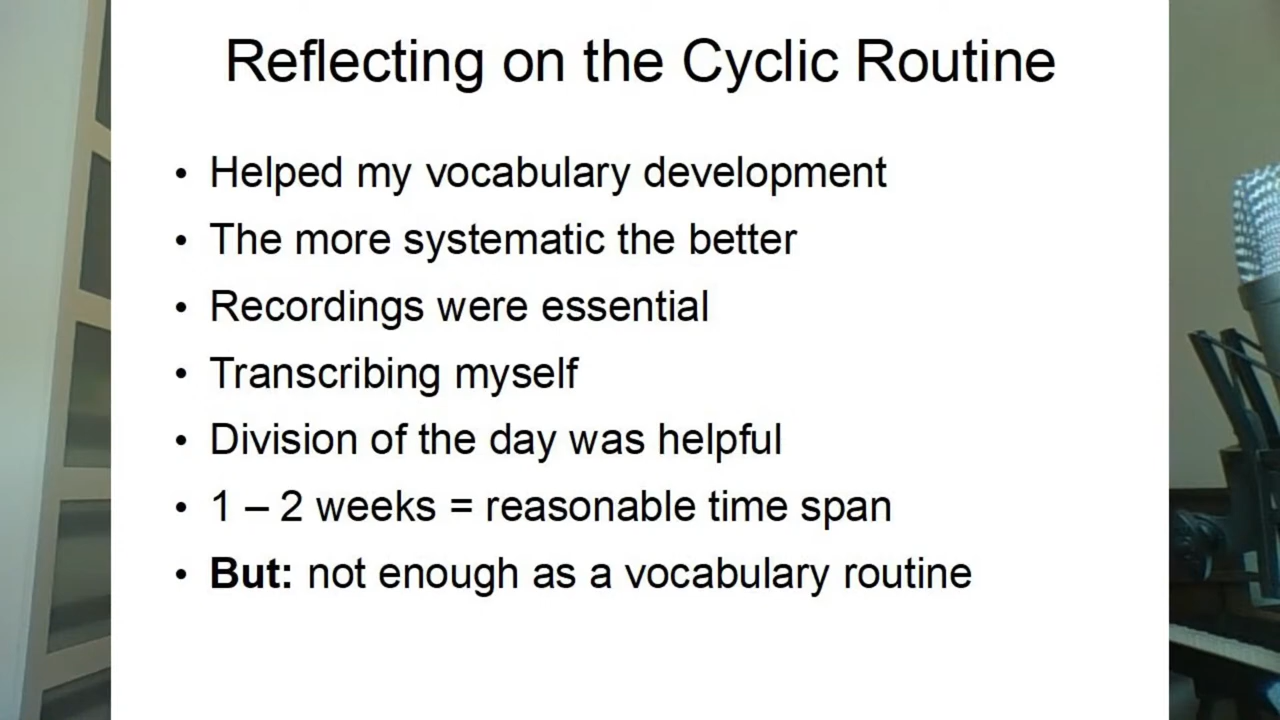 Reflecting on the Cyclic Routine
• Helped my vocabulary development
• The more systematic the better
• Recordings were essential
• Transcribing myself
• Division of the day was helpful
• 1 – 2 weeks = reasonable time span
• But: not enough as a vocabulary routine